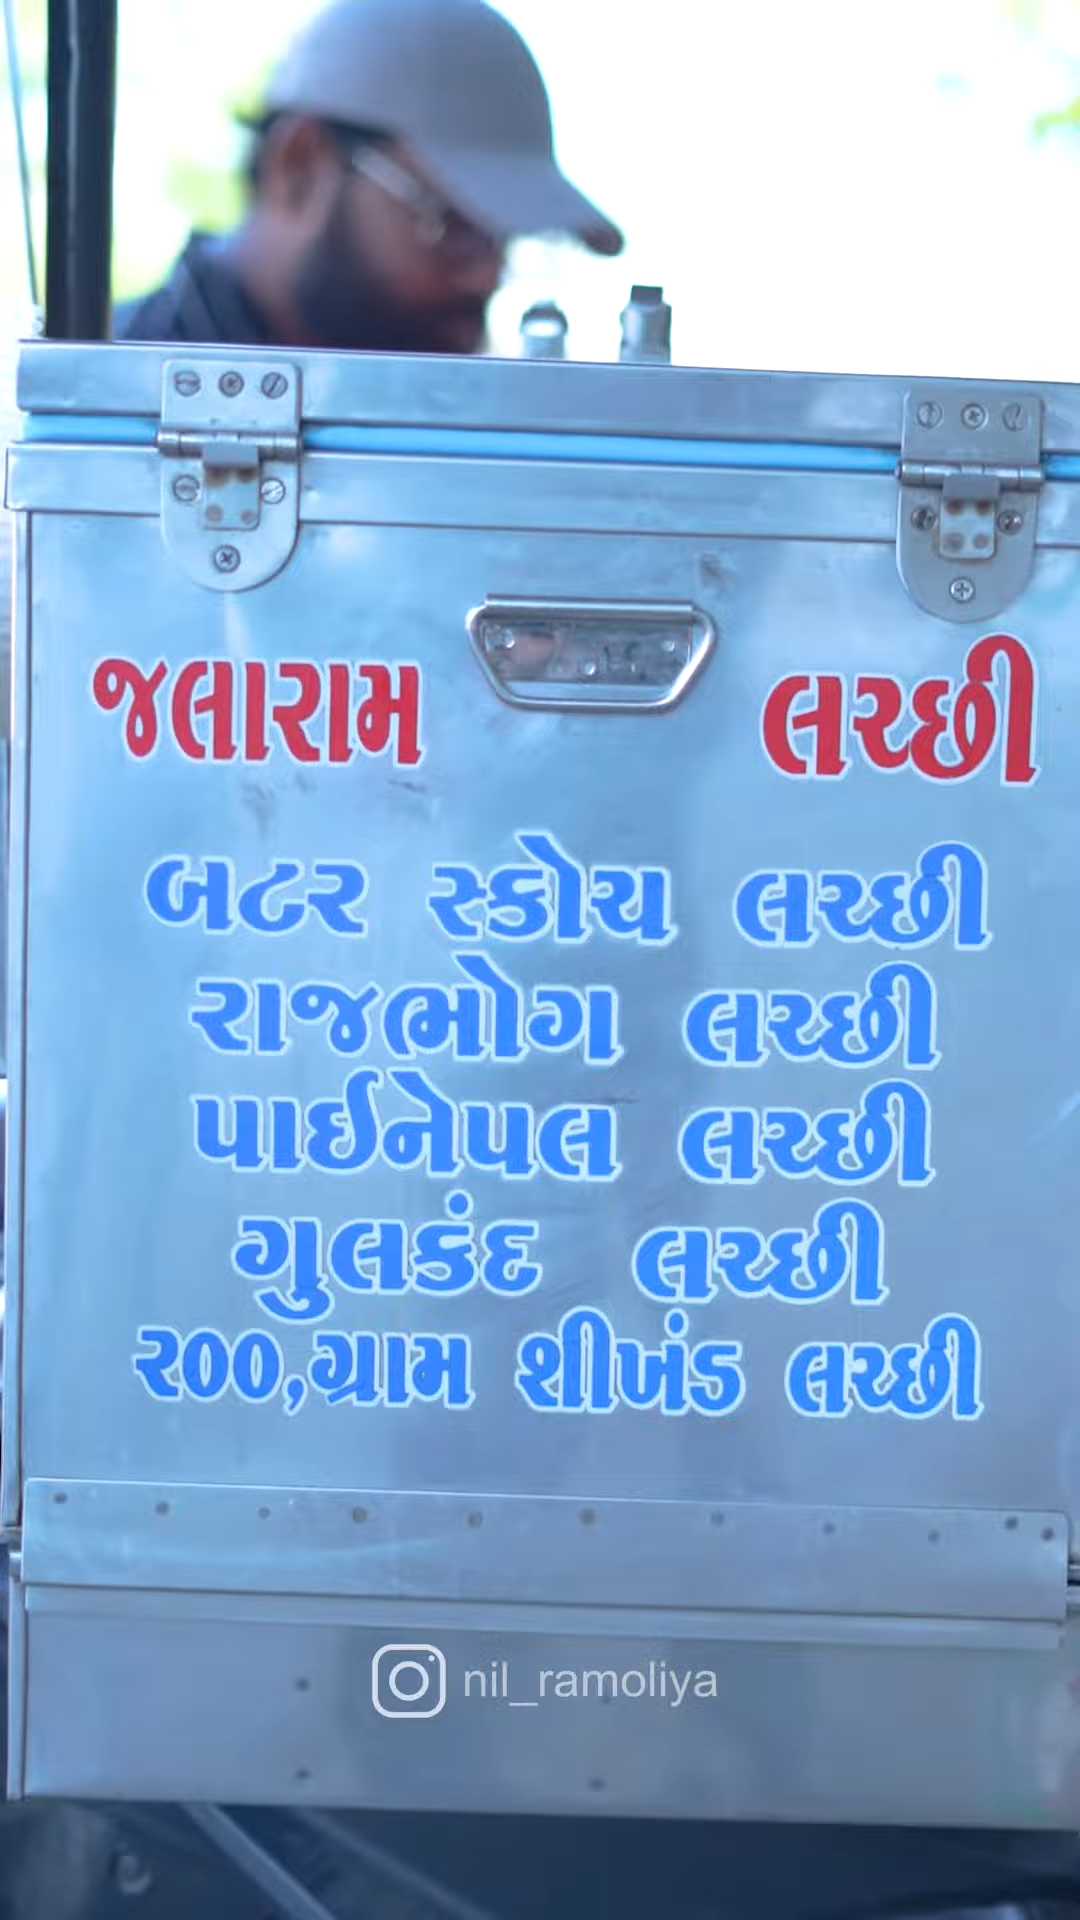 જલારામ લચ્છી
બટર સ્કોચ લચ્છી
રાજભોગ લચ્છી
પાઈનેપલ લચ્છી
ગુલકંદ લચ્છી
૨૦૦,ગ્રામ શીખંડ લચ્છી
nil_ramoliya